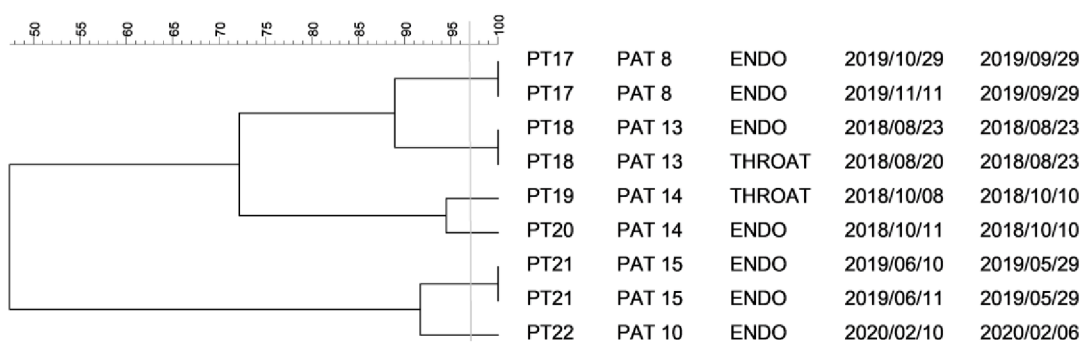 50 55 60 65 70 75 80 85 90 95 100
PT17 PAT 8 ENDO 2019/10/29 2019/09/29
PT17 PAT 8 ENDO 2019/11/11 2019/09/29
PT18 PAT 13 ENDO 2018/08/23 2018/08/23
PT18 PAT 13 THROAT 2018/08/20 2018/08/23
PT19 PAT 14 THROAT 2018/10/08 2018/10/10
PT20 PAT 14 ENDO 2018/10/11 2018/10/10
PT21 PAT 15 ENDO 2019/06/10 2019/05/29
PT21 PAT 15 ENDO 2019/06/11 2019/05/29
PT22 PAT 10 ENDO 2020/02/10 2020/02/06